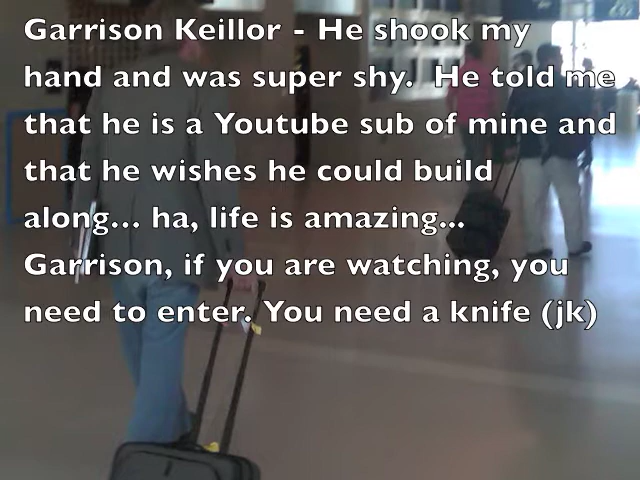 Garrison Keillor - He shook my
hand and was super shy.  He told me
that he is a Youtube sub of mine and
that he wishes he could build
along... ha, life is amazing...
Garrison, if you are watching, you
need to enter. You need a knife (jk)